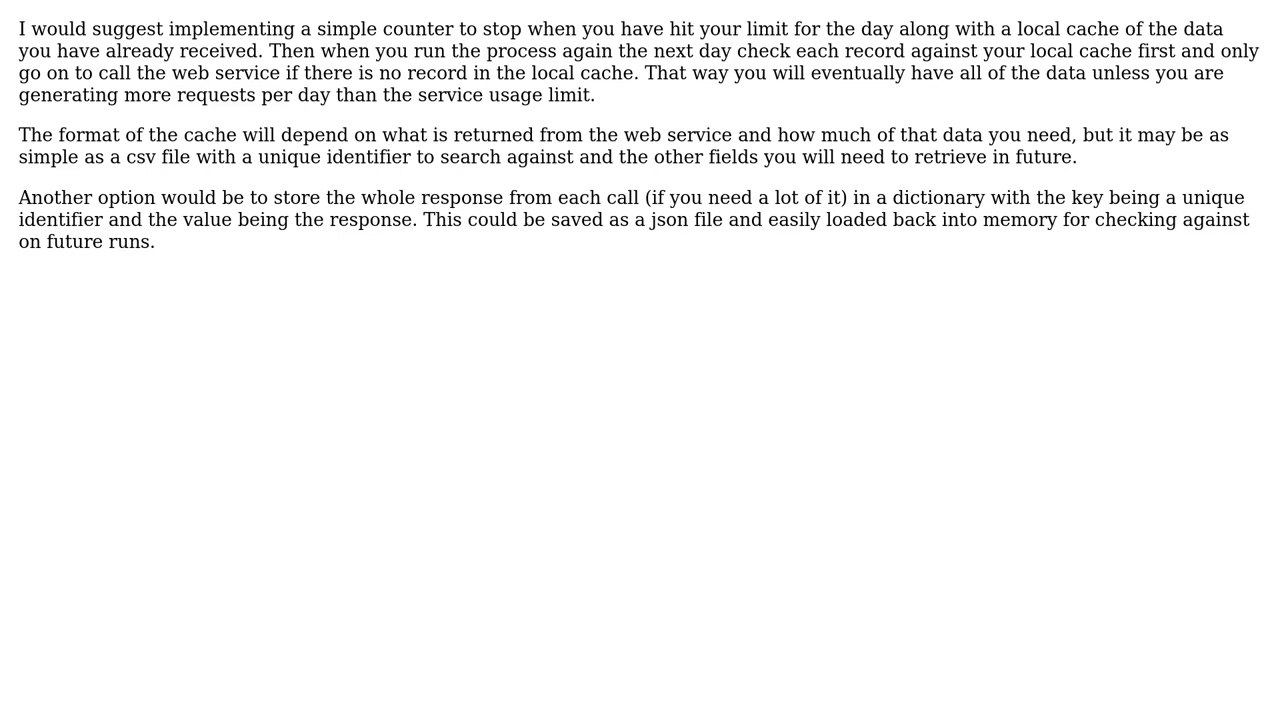 I would suggest implementing a simple counter to stop when you have hit your limit for the day along with a local cache of the data
you have already received. Then when you run the process again the next day check each record against your local cache first and only
go on to call the web service if there is no record in the local cache. That way you will eventually have all of the data unless you are
generating more requests per day than the service usage limit.
The format of the cache will depend on what is returned from the web service and how much of that data you need, but it may be as
simple as a csv file with a unique identifier to search against and the other fields you will need to retrieve in future.
Another option would be to store the whole response from each call (if you need a lot of it) in a dictionary with the key being a unique
identifier and the value being the response. This could be saved as a json file and easily loaded back into memory for checking against
on future runs.